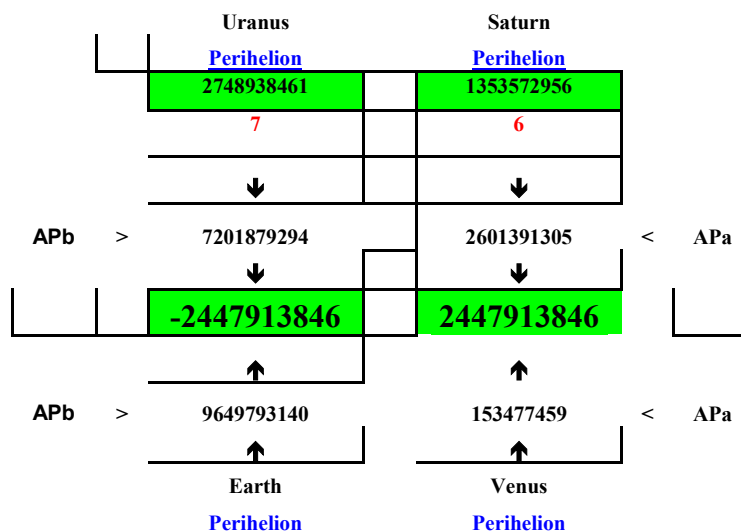 Uranus Saturn
Perihelion Perihelion
2748938461 1353572956
7 6
APb > 7201879294 2601391305 < APa
-2447913846 2447913846
APb > 9649793140 153477459 < APa
Earth Venus
Perihelion Perihelion